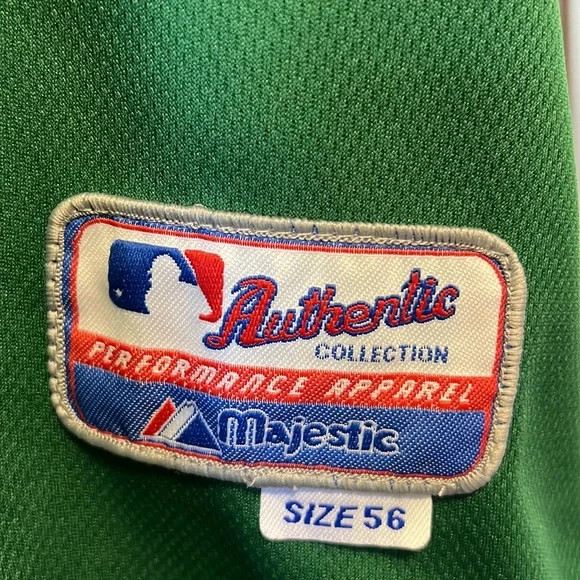 Authentic
COLLECTION
PERFORMANCE APPAREL
Majestic
SIZE 56